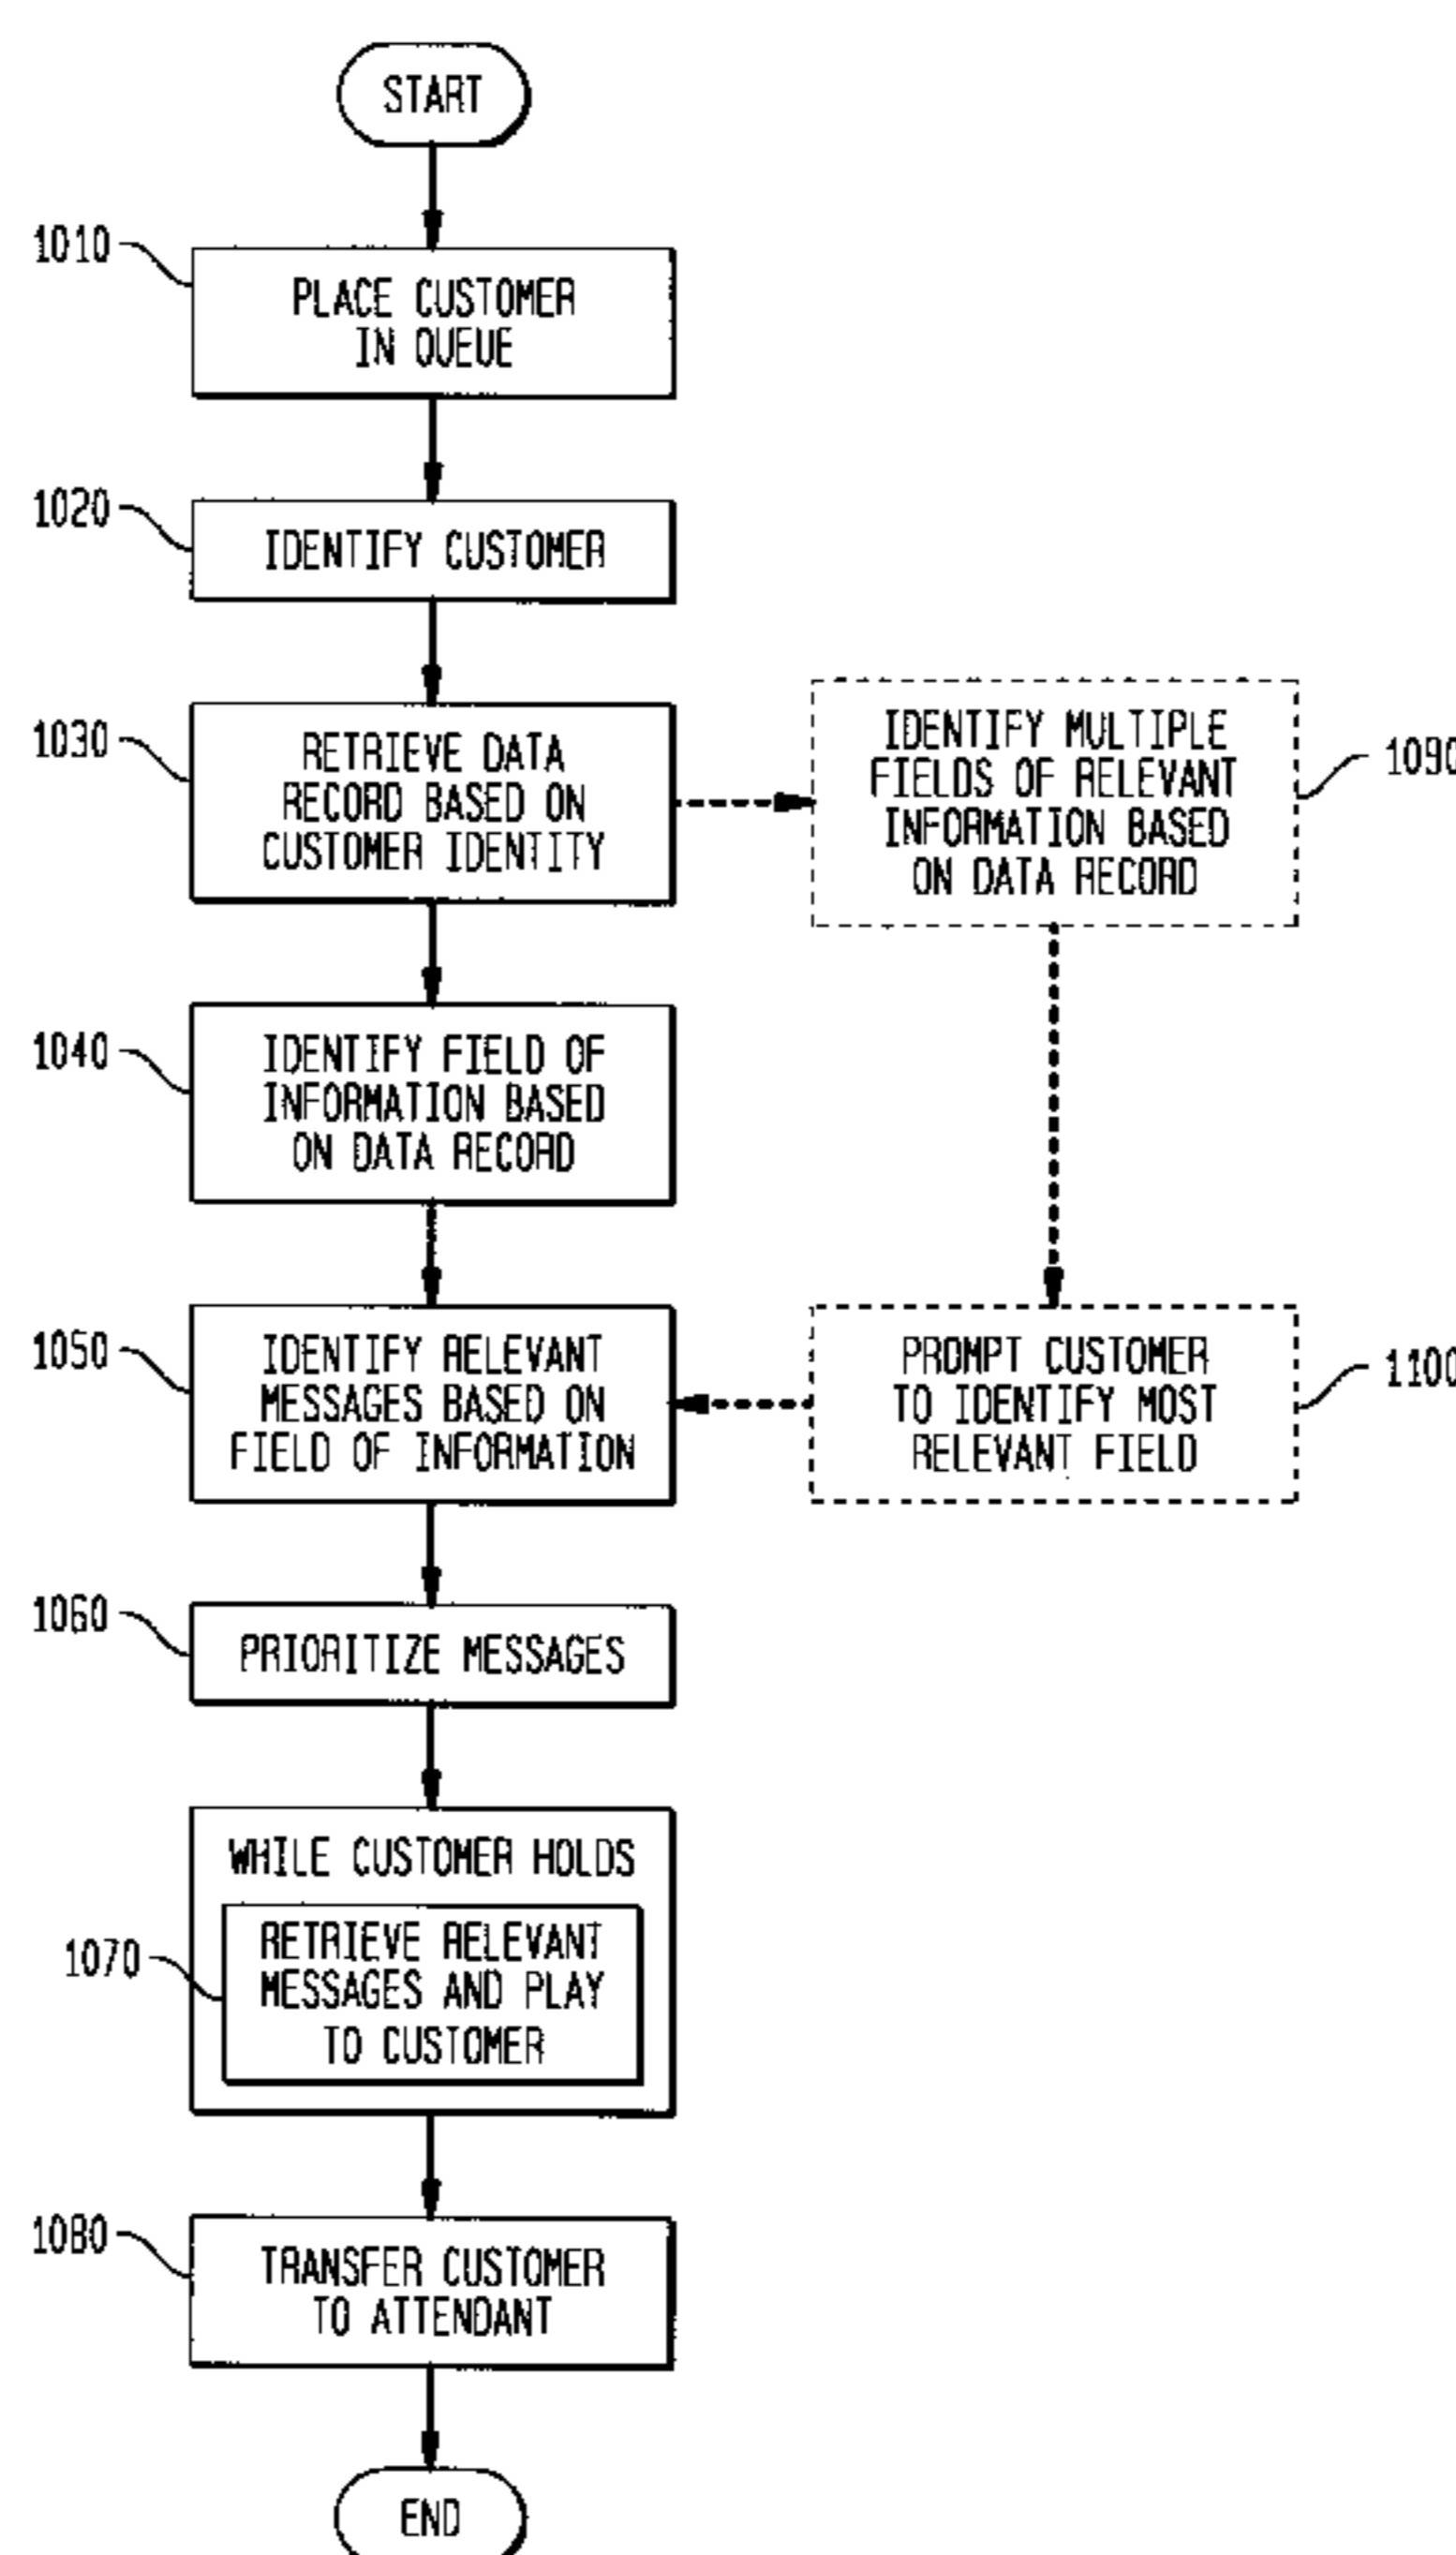 START
1010
PLACE CUSTOMER
IN QUEUE
1020
IDENTIFY CUSTOMER
1030
RETRIEVE DATA
RECORD BASED ON
CUSTOMER IDENTITY
IDENTIFY MULTIPLE
FIELDS OF RELEVANT
INFORMATION BASED
ON DATA RECORD
1090
1040
IDENTIFY FIELD OF
INFORMATION BASED
ON DATA RECORD
1050
IDENTIFY RELEVANT
MESSAGES BASED ON
FIELD OF INFORMATION
PROMPT CUSTOMER
TO IDENTIFY MOST
RELEVANT FIELD
1100
1060
PRIORITIZE MESSAGES
WHILE CUSTOMER HOLDS
1070
RETRIEVE RELEVANT
MESSAGES AND PLAY
TO CUSTOMER
1080
TRANSFER CUSTOMER
TO ATTENDANT
END